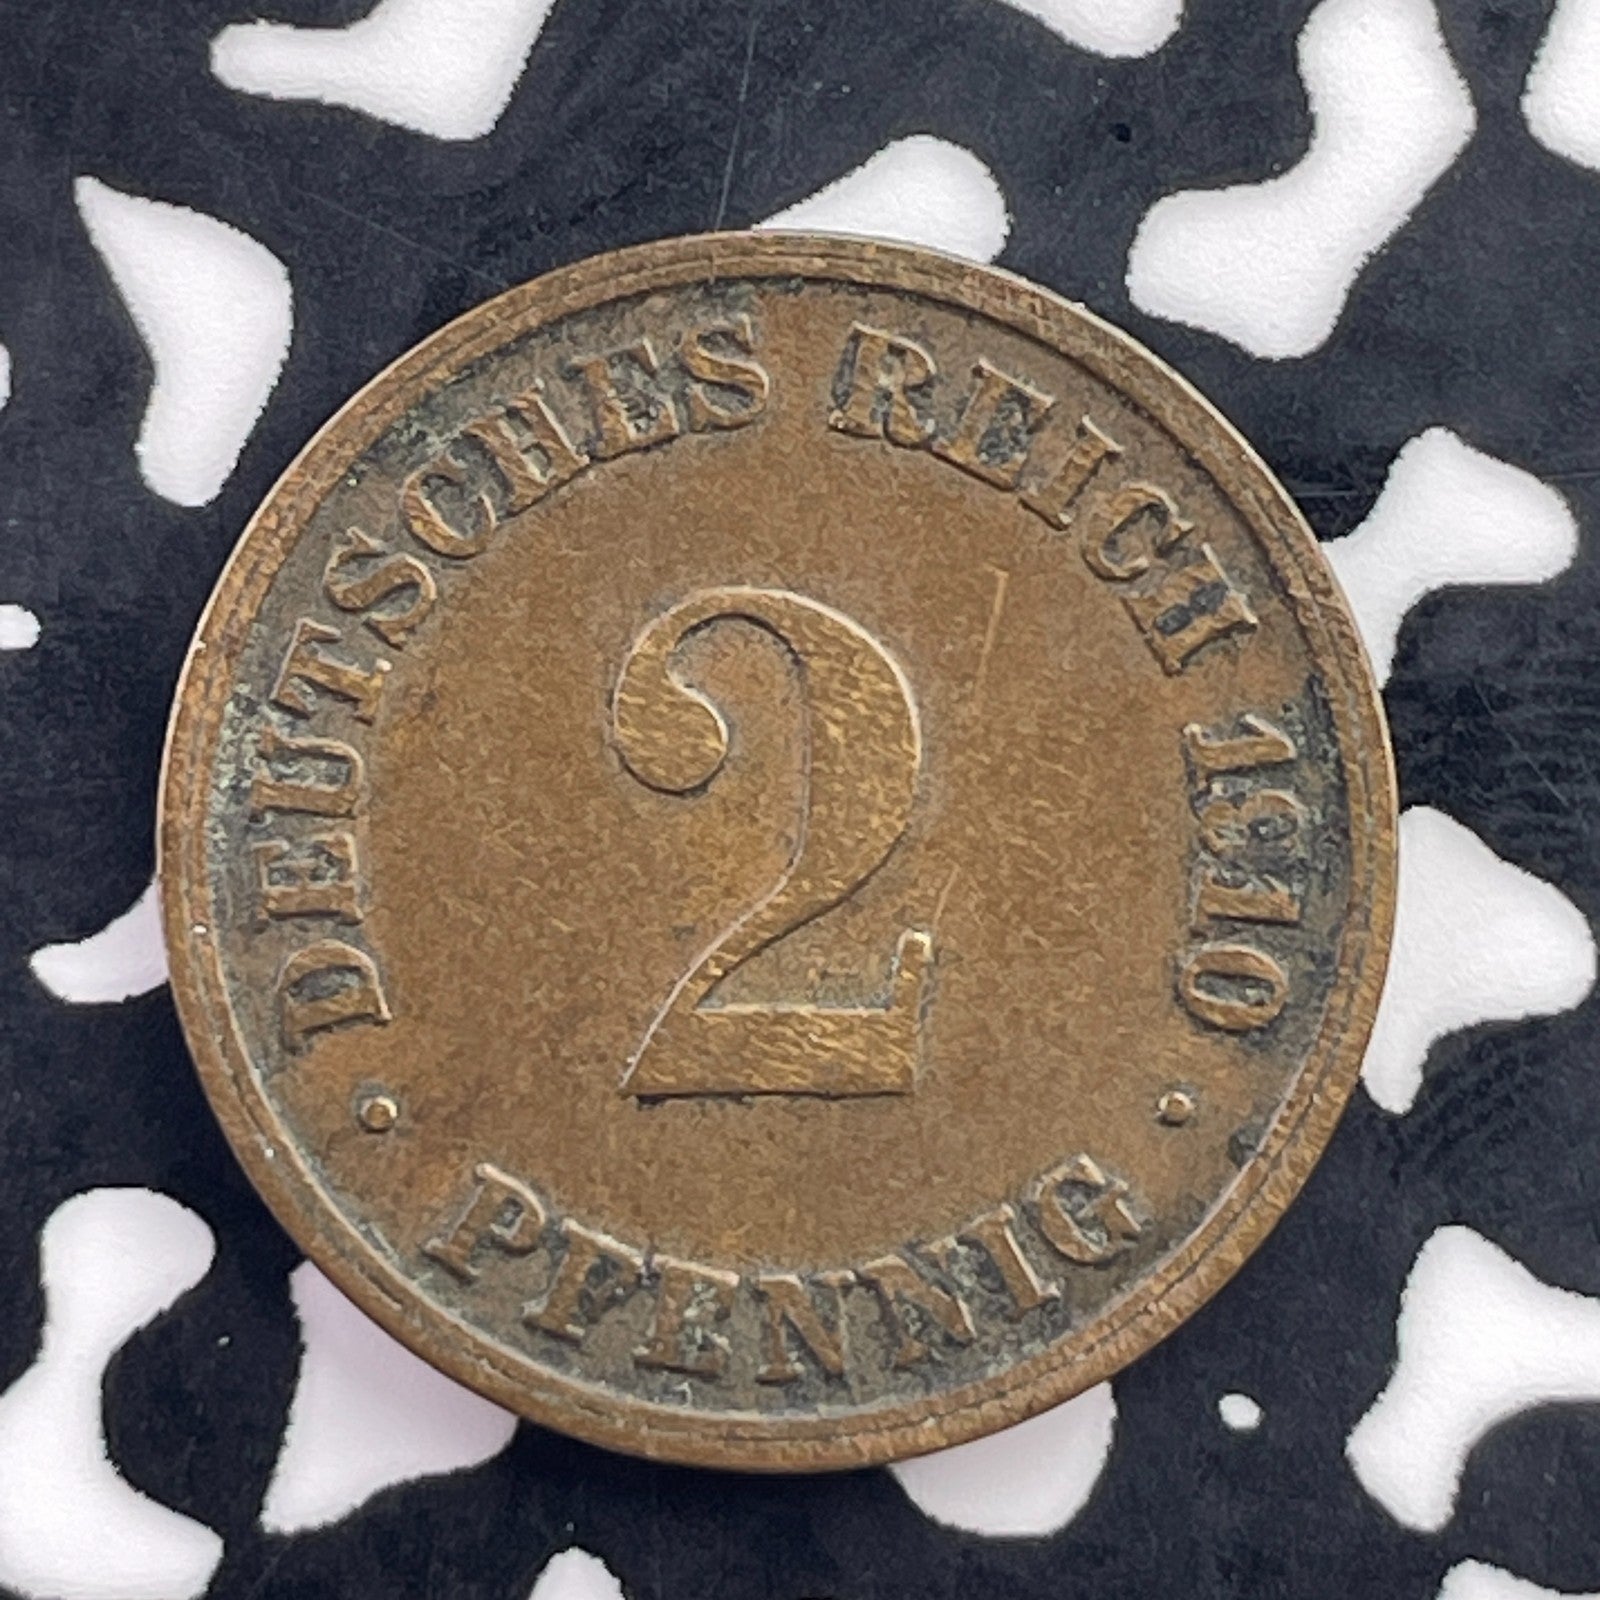 DEUTSCHES REICH 1910
2
• PFENNIG •